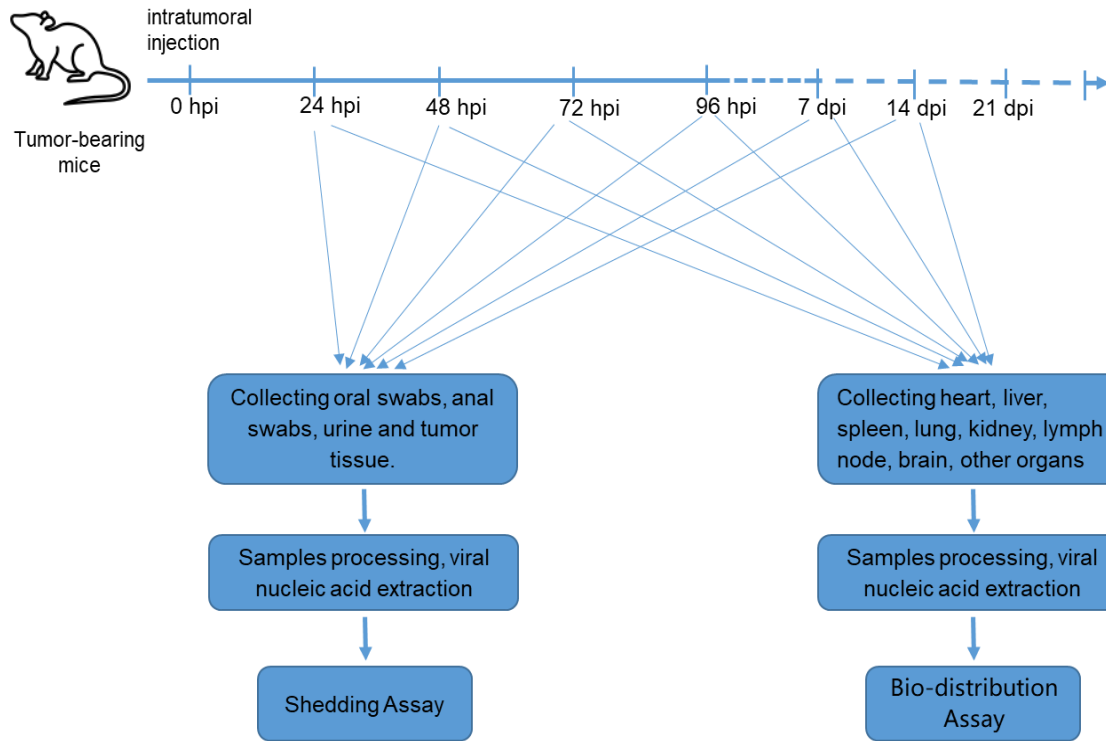 intratumoral
injection
0 hpi
24 hpi
48 hpi
72 hpi
96 hpi
7 dpi
14 dpi
21 dpi
Tumor-bearing
mice
Collecting oral swabs, anal
swabs, urine and tumor
tissue.
Collecting heart, liver,
spleen, lung, kidney, lymph
node, brain, other organs
Samples processing, viral
nucleic acid extraction
Samples processing, viral
nucleic acid extraction
Shedding Assay
Bio-distribution
Assay